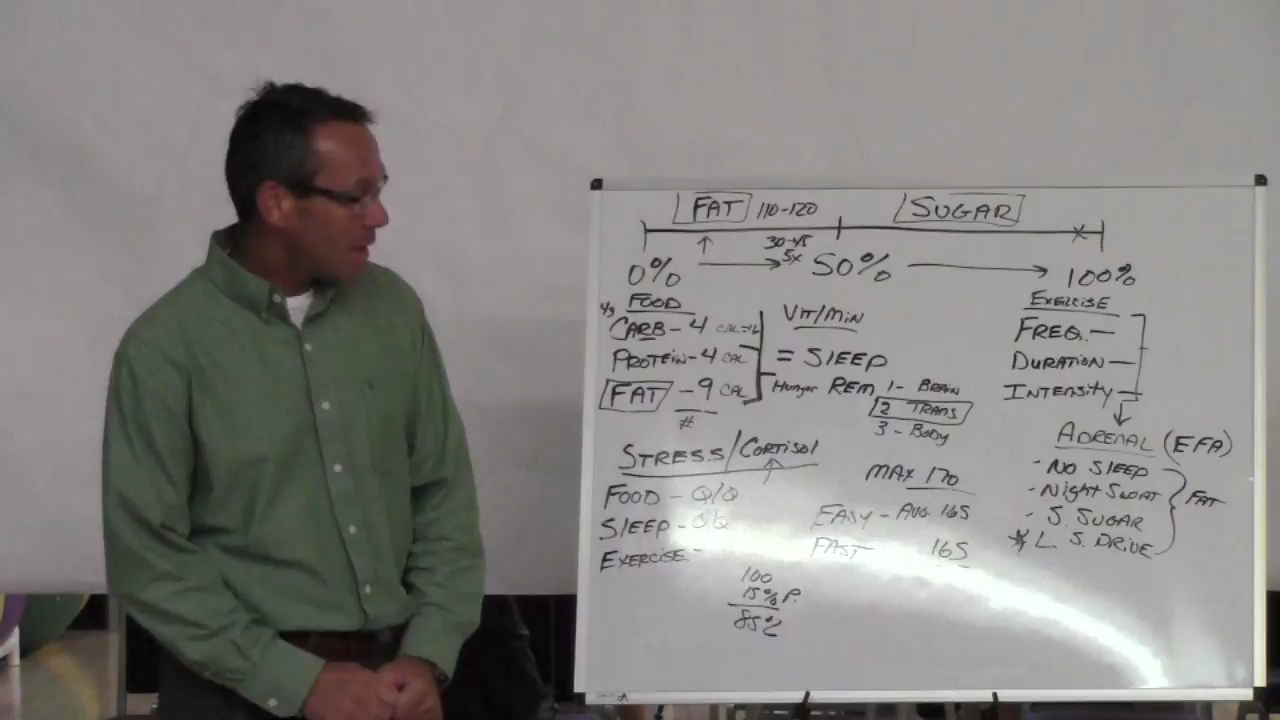 FAT 110-120
SUGAR
30-45
5x
0%
50%
100%
FOOD
CARB - 4 CAL
PROTEIN - 4 CAL
FAT - 9 CAL
#
VIT/MIN
= SLEEP
Hunger REM 1 - BRAIN
2 TRANS
3 - BODY
EXERCISE
FREQ. -
DURATION -
INTENSITY -
ADRENAL (EFA)
- NO SLEEP
- Night SWEAT
- S. SUGAR
L. S. DRIVE
FAT
STRESS/CORTISOL
FOOD - Q/Q
SLEEP - Q/Q
EXERCISE -
MAX 170
EASY - AVG. 165
FAST 165
100
15% P.
85%